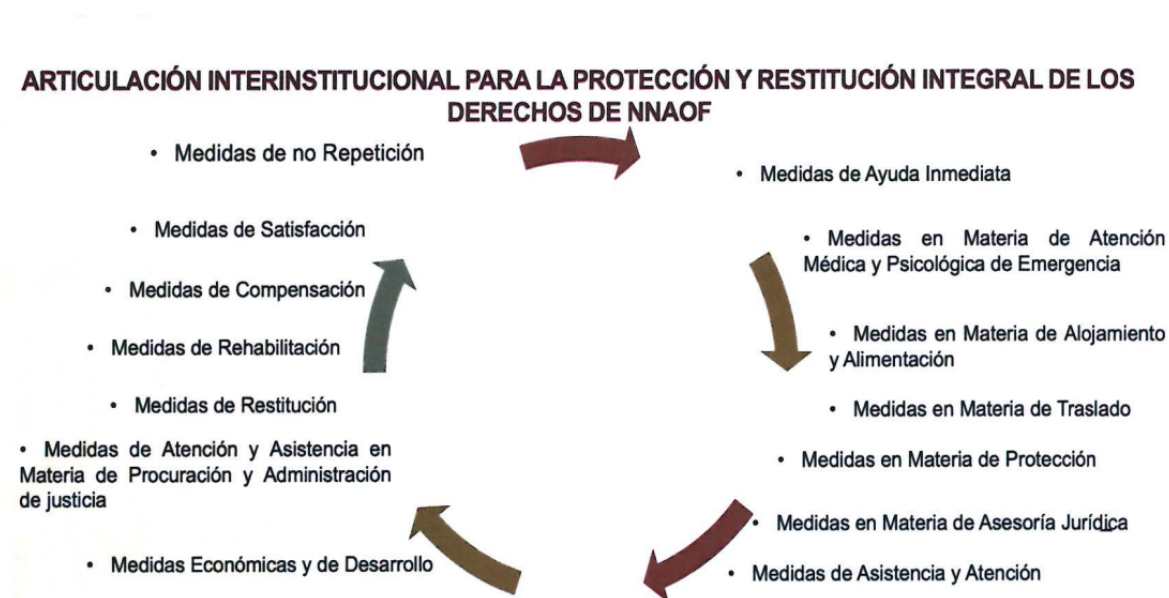 ARTICULACIÓN INTERINSTITUCIONAL PARA LA PROTECCIÓN Y RESTITUCIÓN INTEGRAL DE LOS
DERECHOS DE NNAOF
• Medidas de no Repetición
• Medidas de Satisfacción
• Medidas de Compensación
• Medidas de Rehabilitación
• Medidas de Restitución
• Medidas de Atención y Asistencia en
Materia de Procuración y Administración
de justicia
• Medidas Económicas y de Desarrollo
• Medidas de Ayuda Inmediata
• Medidas en Materia de Atención
Médica y Psicológica de Emergencia
• Medidas en Materia de Alojamiento
y Alimentación
• Medidas en Materia de Traslado
• Medidas en Materia de Protección
• Medidas en Materia de Asesoría Jurídica
• Medidas de Asistencia y Atención